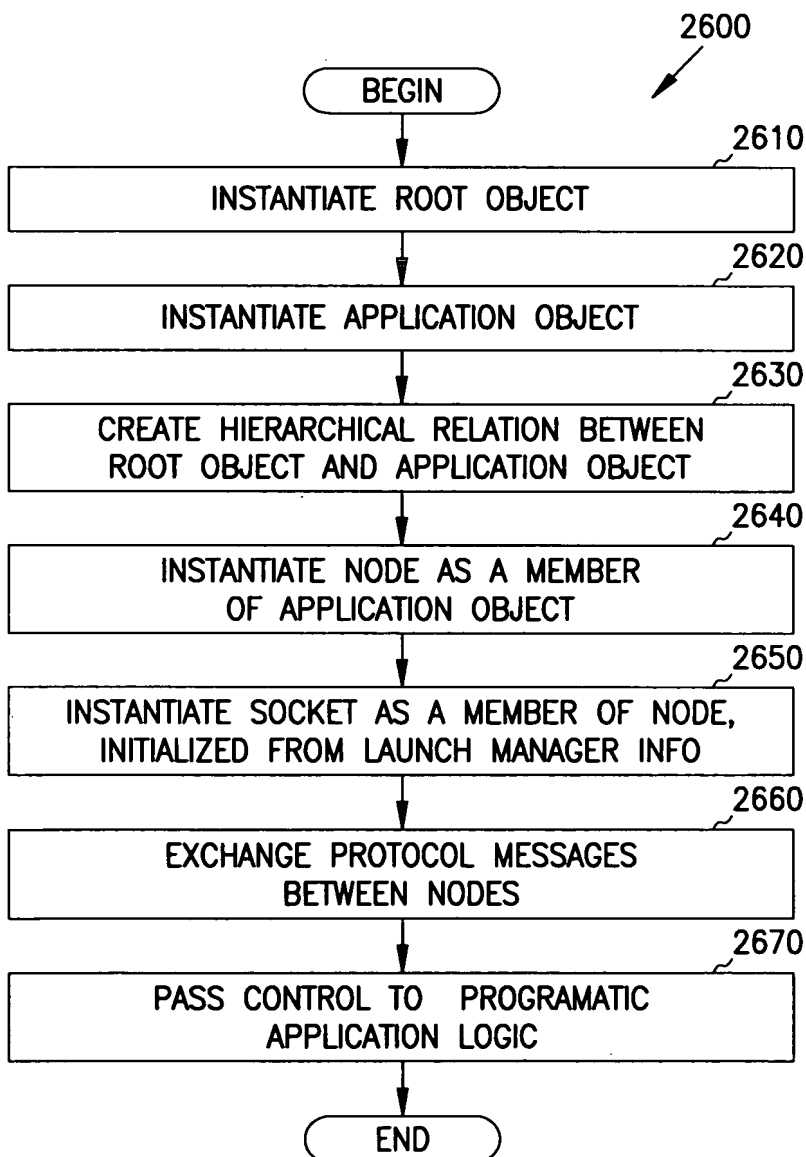 2600
BEGIN
2610
INSTANTIATE ROOT OBJECT
2620
INSTANTIATE APPLICATION OBJECT
2630
CREATE HIERARCHICAL RELATION BETWEEN
ROOT OBJECT AND APPLICATION OBJECT
2640
INSTANTIATE NODE AS A MEMBER
OF APPLICATION OBJECT
2650
INSTANTIATE SOCKET AS A MEMBER OF NODE,
INITIALIZED FROM LAUNCH MANAGER INFO
2660
EXCHANGE PROTOCOL MESSAGES
BETWEEN NODES
2670
PASS CONTROL TO PROGRAMATIC
APPLICATION LOGIC
END